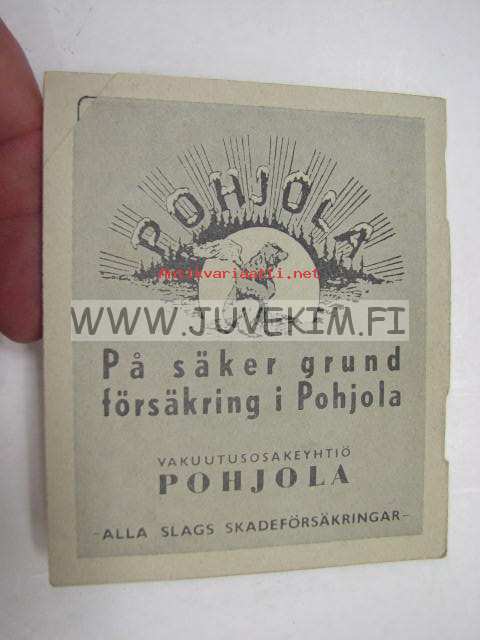 POHJOLA
Antikvariaatti.net
WWW.JUVEKIM.FI
På säker grund
försäkring i Pohjola
VAKUUTUSOSAKEYHTIÖ
POHJOLA
-ALLA SLAGS SKADEFÖRSÄKRINGAR-